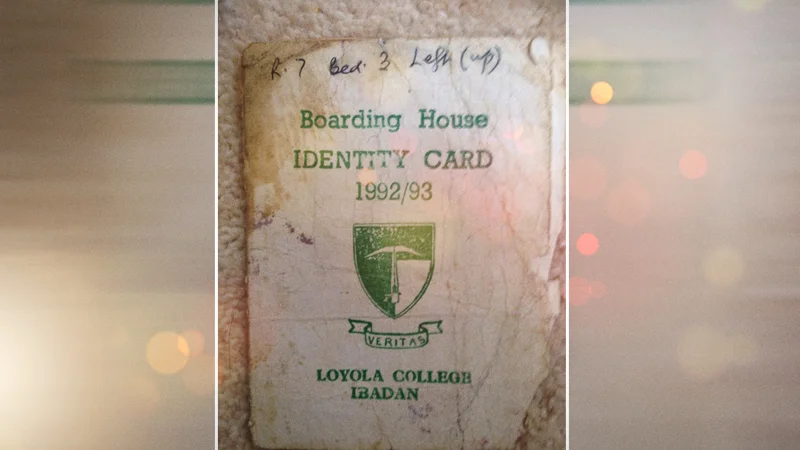 R. 7 Bed. 3 Left (up)
Boarding House
IDENTITY CARD
1992/93
VERITAS
LOYOLA COLLEGE
IBADAN